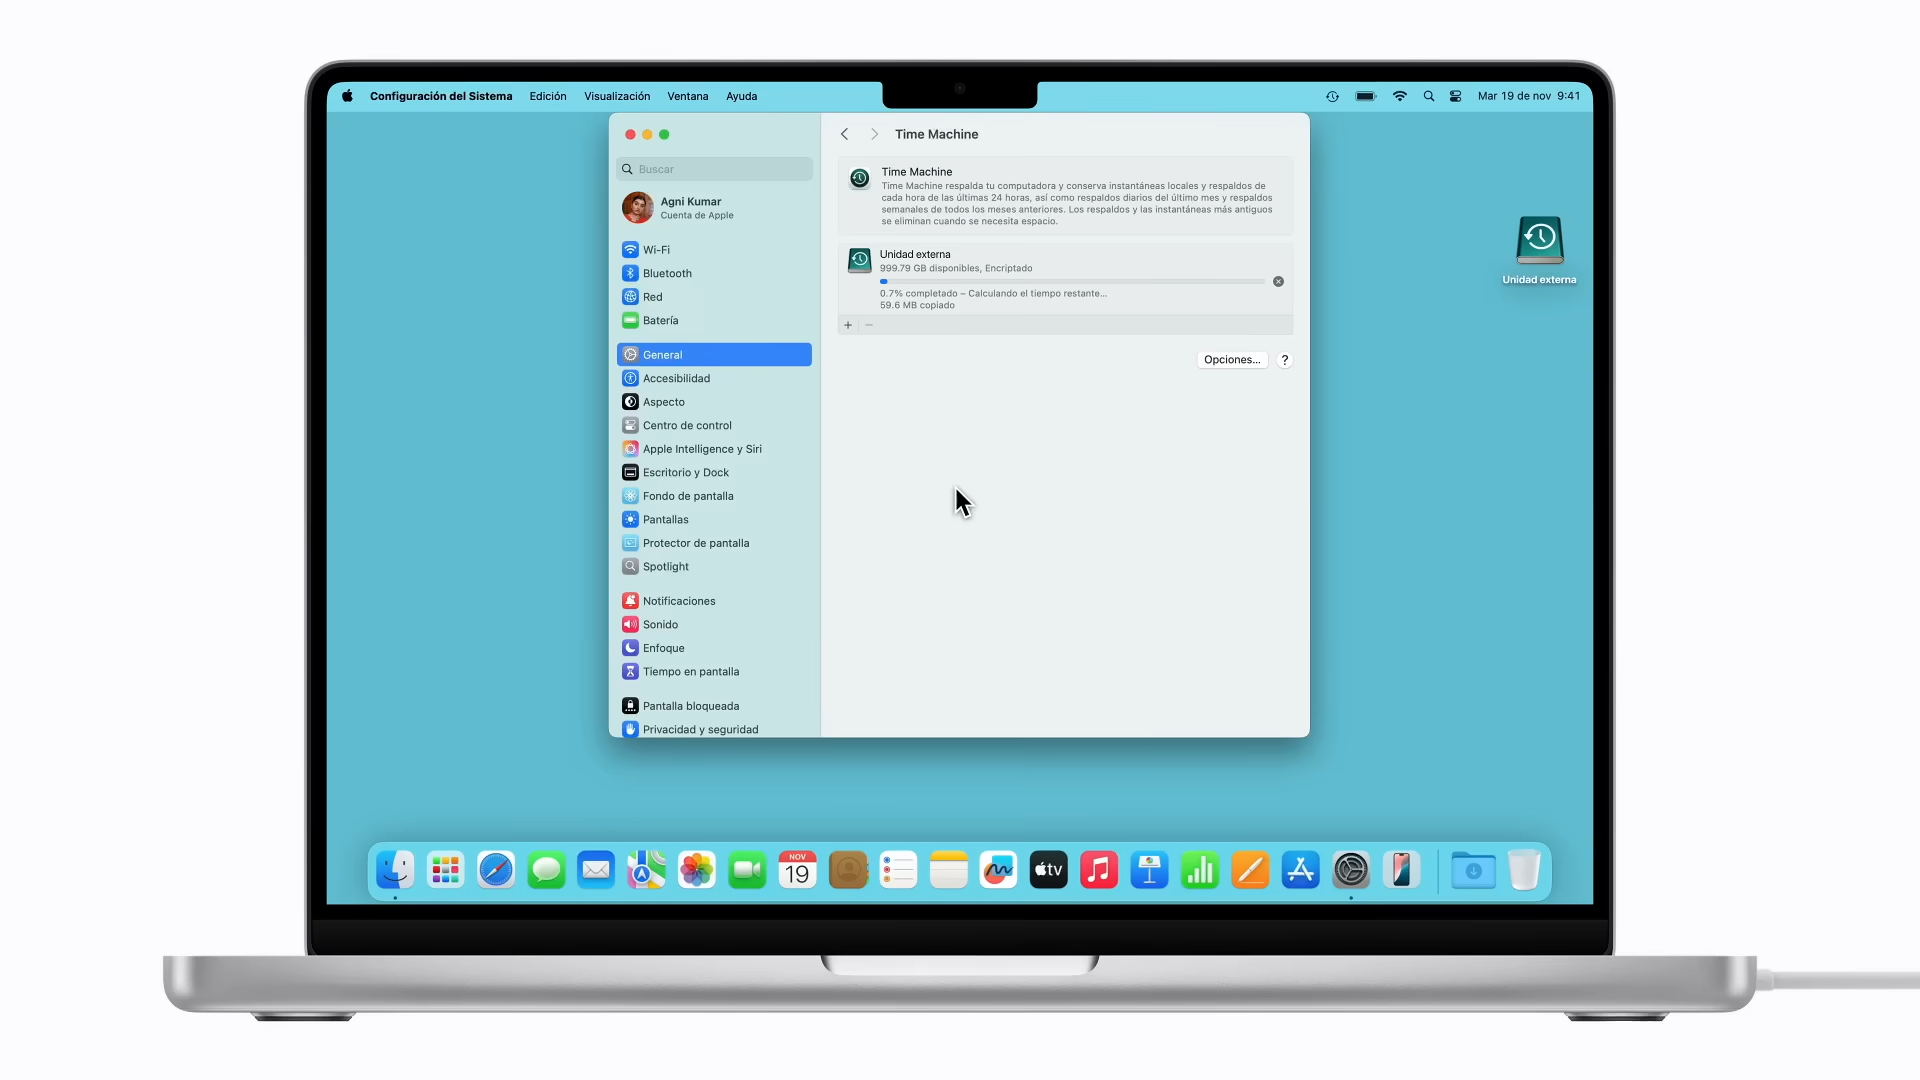 Configuración del Sistema Edición Visualización Ventana Ayuda
Mar 19 de nov 9:41
Time Machine
Buscar
Agni Kumar
Cuenta de Apple
Wi-Fi
Bluetooth
Red
Batería
General
Accesibilidad
Aspecto
Centro de control
Apple Intelligence y Siri
Escritorio y Dock
Fondo de pantalla
Pantallas
Protector de pantalla
Spotlight
Notificaciones
Sonido
Enfoque
Tiempo en pantalla
Pantalla bloqueada
Privacidad y seguridad
Time Machine
Time Machine respalda tu computadora y conserva instantáneas locales y respaldos de
cada hora de las últimas 24 horas, así como respaldos diarios del último mes y respaldos
semanales de todos los meses anteriores. Los respaldos y las instantáneas más antiguos
se eliminan cuando se necesita espacio.
Unidad externa
999.79 GB disponibles, Encriptado
0.7% completado – Calculando el tiempo restante...
59.6 MB copiado
+ −
Opciones... ?
Unidad externa
NOV
19
tv